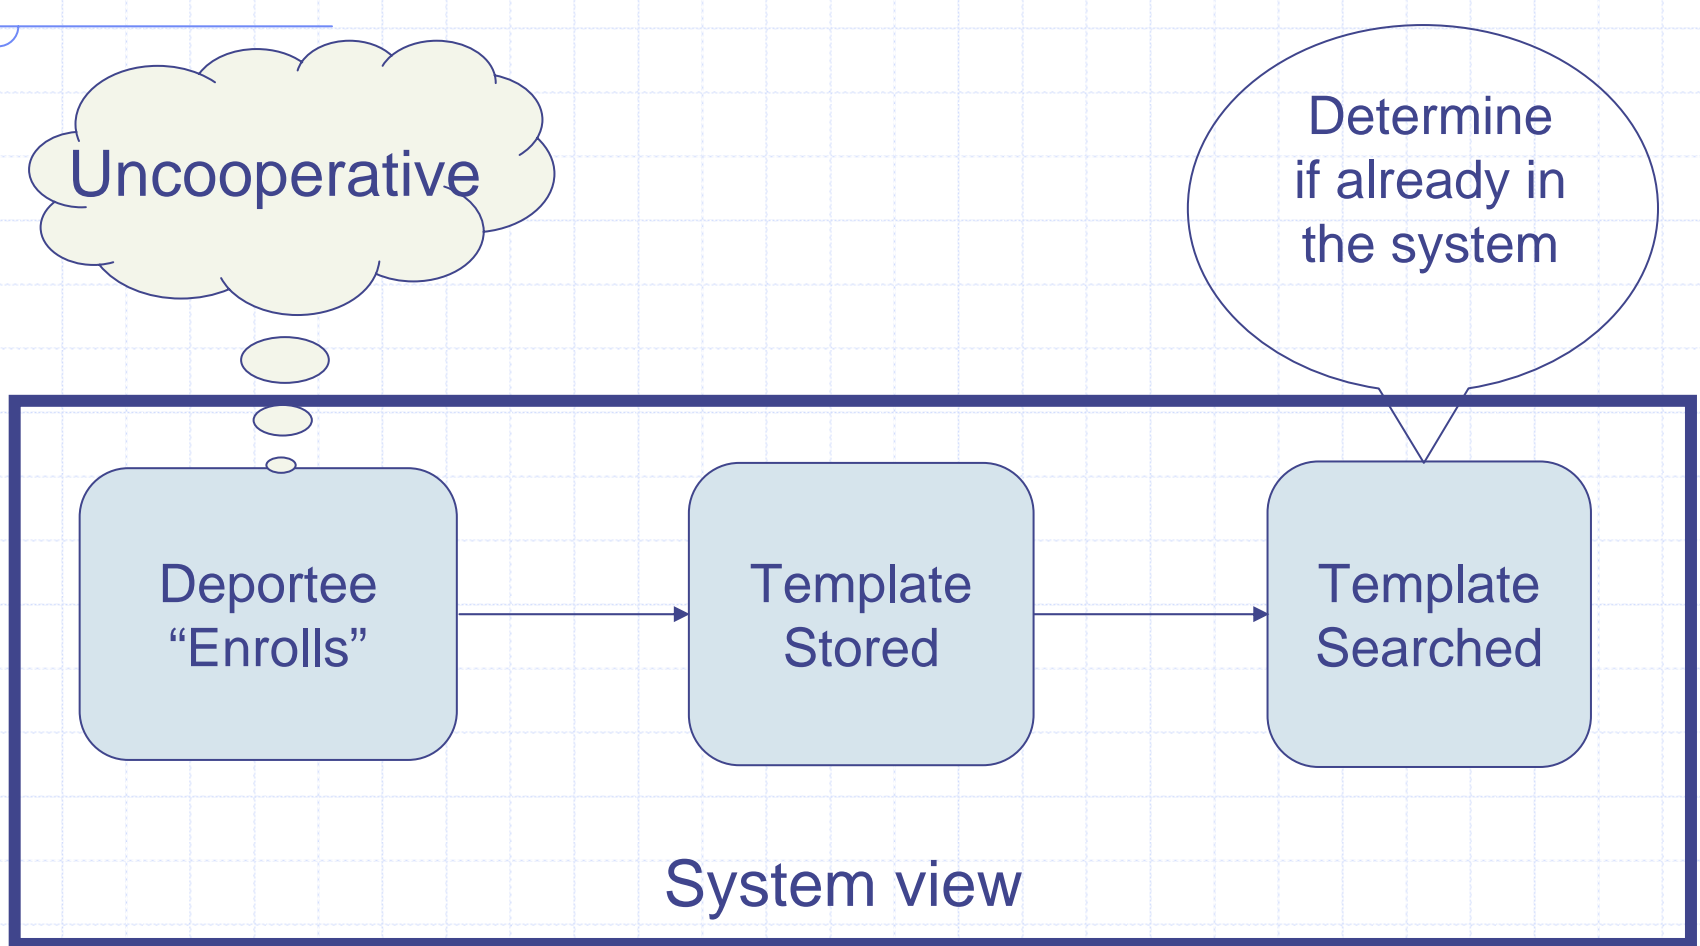 Uncooperative
Determine
if already in
the system
Deportee
“Enrolls”
Template
Stored
Template
Searched
System view